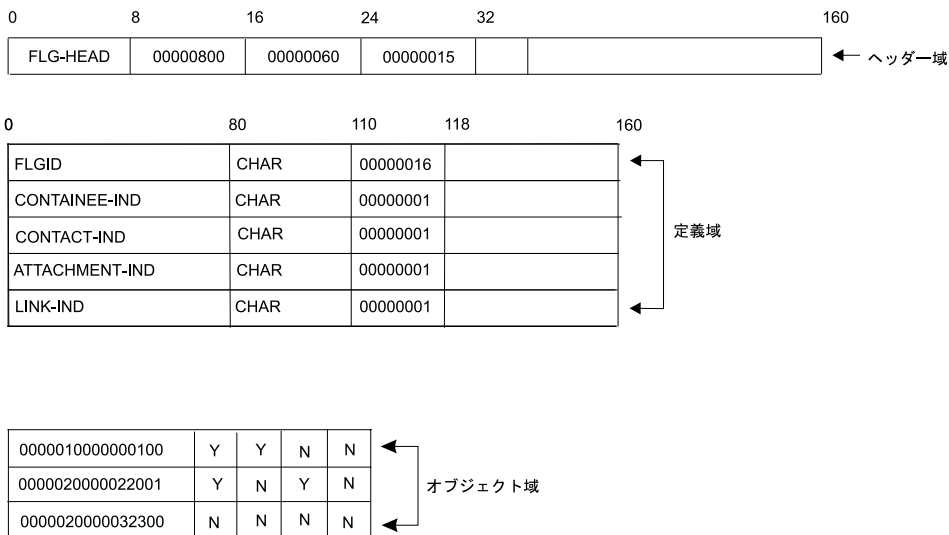 0 8 16 24 32 160
FLG-HEAD 00000800 00000060 00000015
ヘッダー域
0 80 110 118 160
FLGID CHAR 00000016
CONTAINEE-IND CHAR 00000001
CONTACT-IND CHAR 00000001
定義域
ATTACHMENT-IND CHAR 00000001
LINK-IND CHAR 00000001
0000010000000100 Y Y N N
0000020000022001 Y N Y N
オブジェクト域
0000020000032300 N N N N